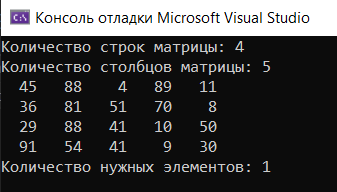 C:\ Консоль отладки Microsoft Visual Studio
Количество строк матрицы: 4
Количество столбцов матрицы: 5
45 88 4 89 11
36 81 51 70 8
29 88 41 10 50
91 54 41 9 30
Количество нужных элементов: 1